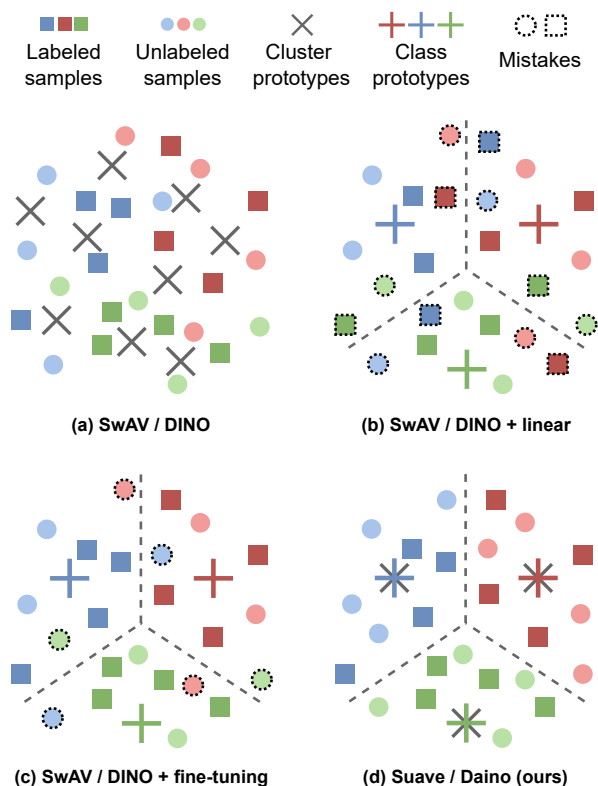 Labeled samples
Unlabeled samples
Cluster prototypes
Class prototypes
Mistakes
(a) SwAV / DINO
(b) SwAV / DINO + linear
(c) SwAV / DINO + fine-tuning
(d) Suave / Daino (ours)